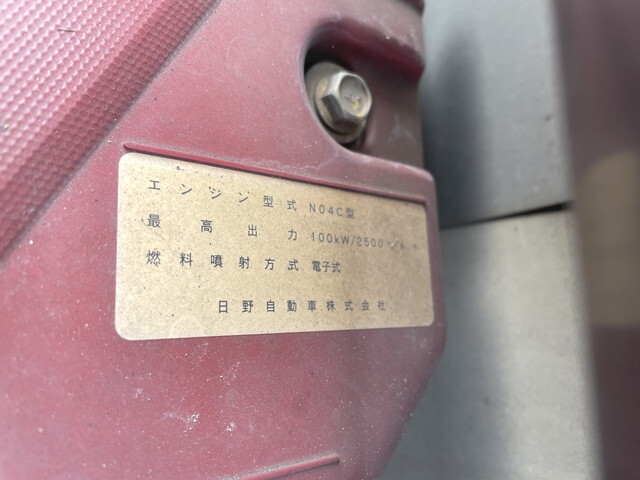 エンジン型式 N04C型
最高出力 100kW/2500
燃料噴射方式 電子式
日野自動車株式会社